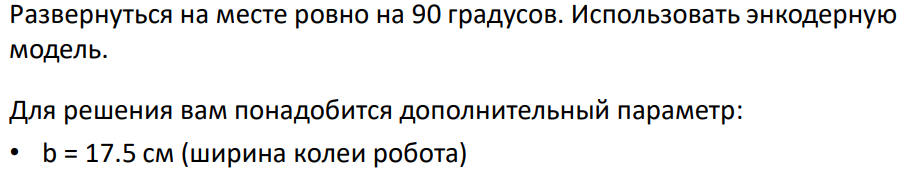 Развернуться на месте ровно на 90 градусов. Использовать энкодерную
модель.
Для решения вам понадобится дополнительный параметр:
• b = 17.5 см (ширина колеи робота)